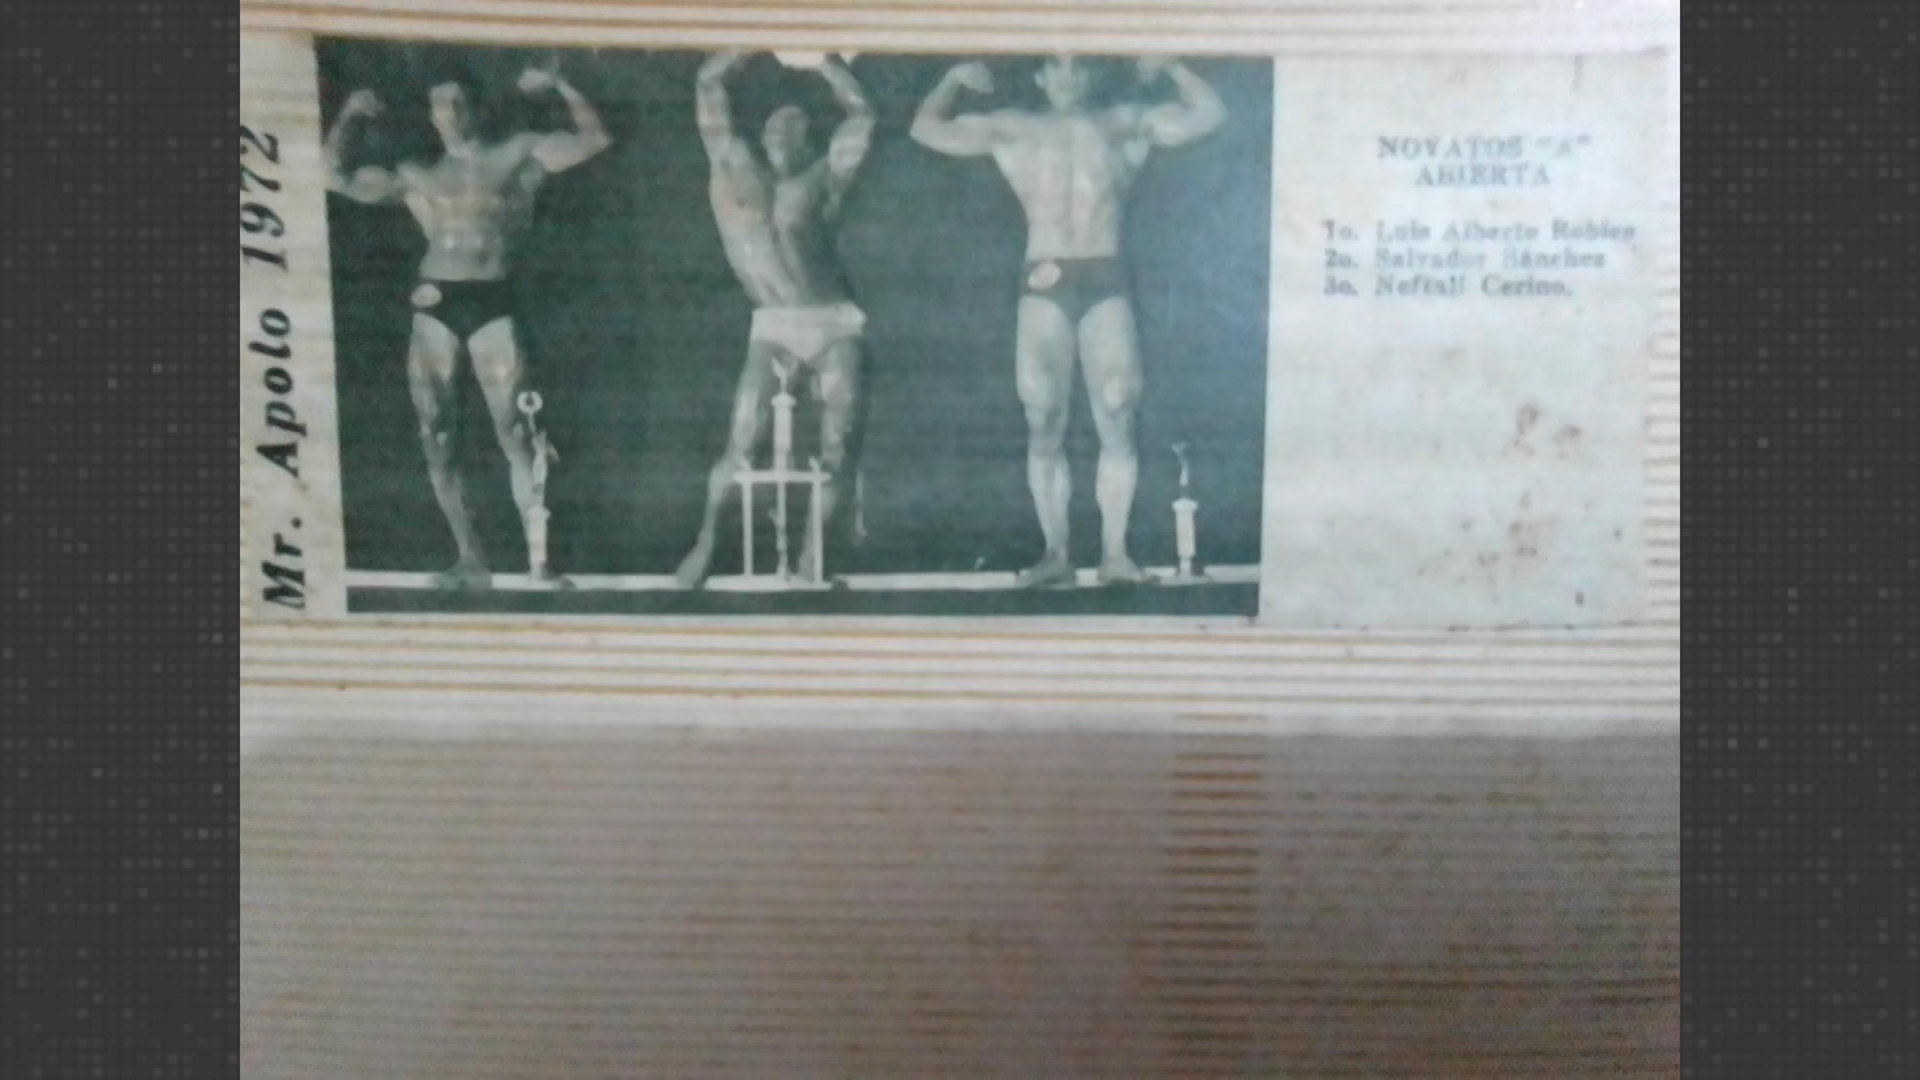 Mr. Apolo 1972
NOVATOS "A"
ABIERTA
1o. Luis Alberto Robles
2o. Salvador Sánchez
3o. Neftalí Cerino.